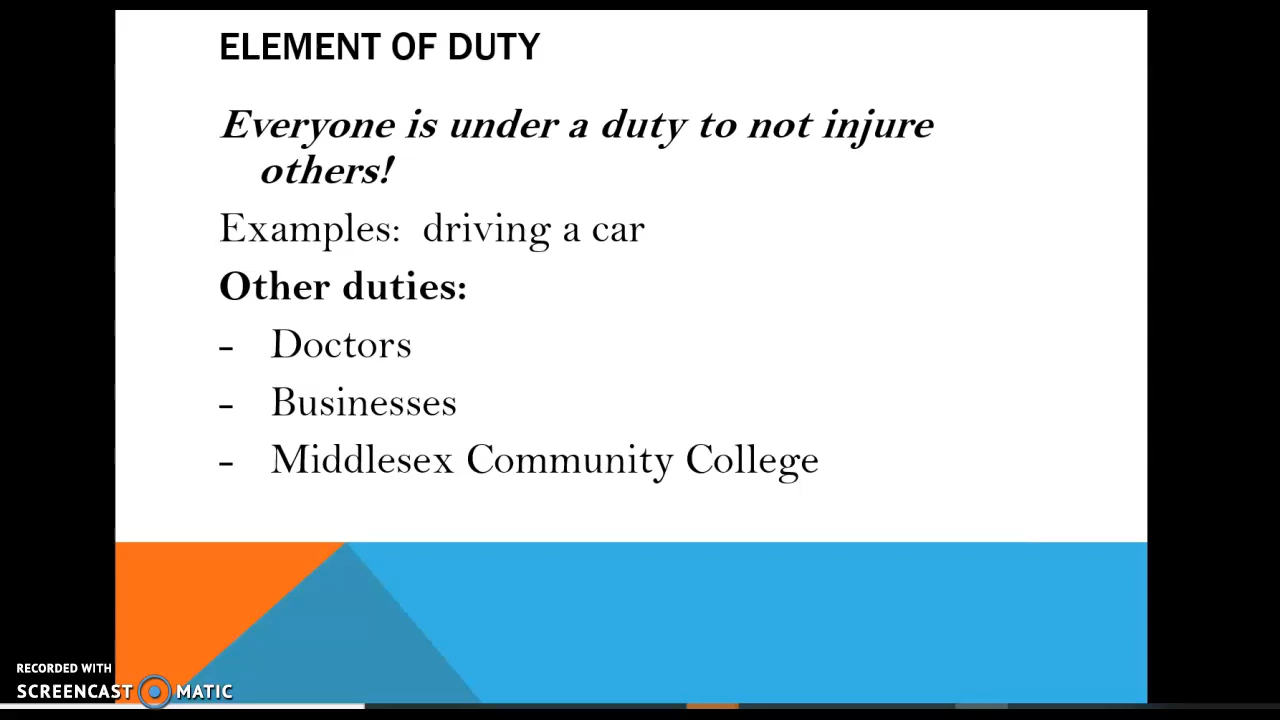 ELEMENT OF DUTY
Everyone is under a duty to not injure
others!
Examples:  driving a car
Other duties:
-   Doctors
-   Businesses
-   Middlesex Community College
RECORDED WITH
SCREENCAST MATIC